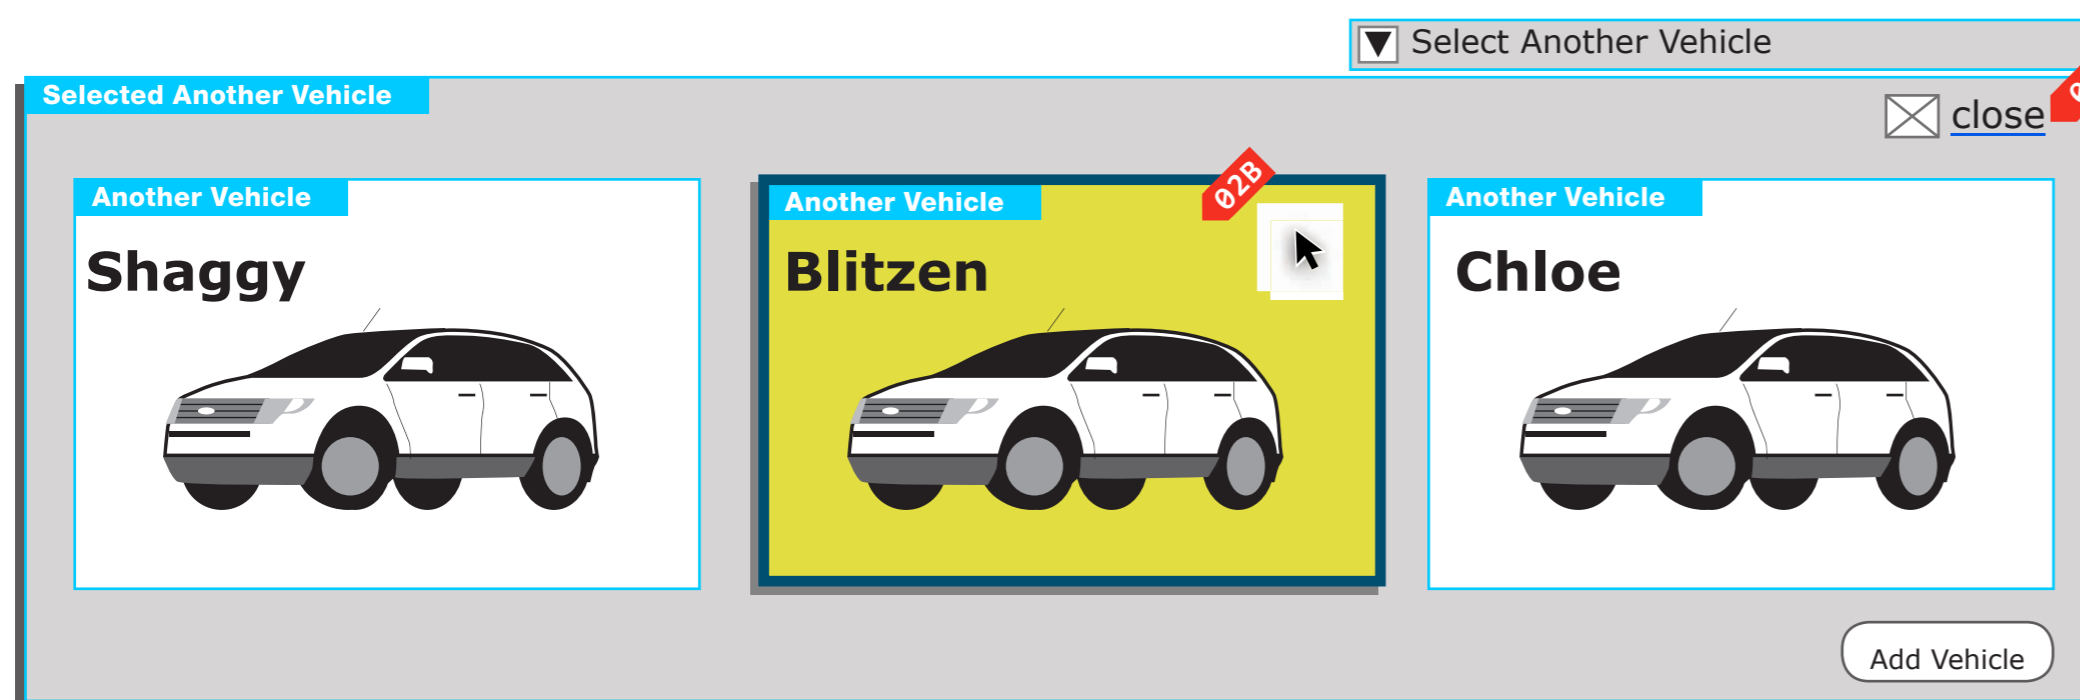 Select Another Vehicle
Selected Another Vehicle
close
Another Vehicle
Shaggy
Another Vehicle
02B
Blitzen
Another Vehicle
Chloe
Add Vehicle